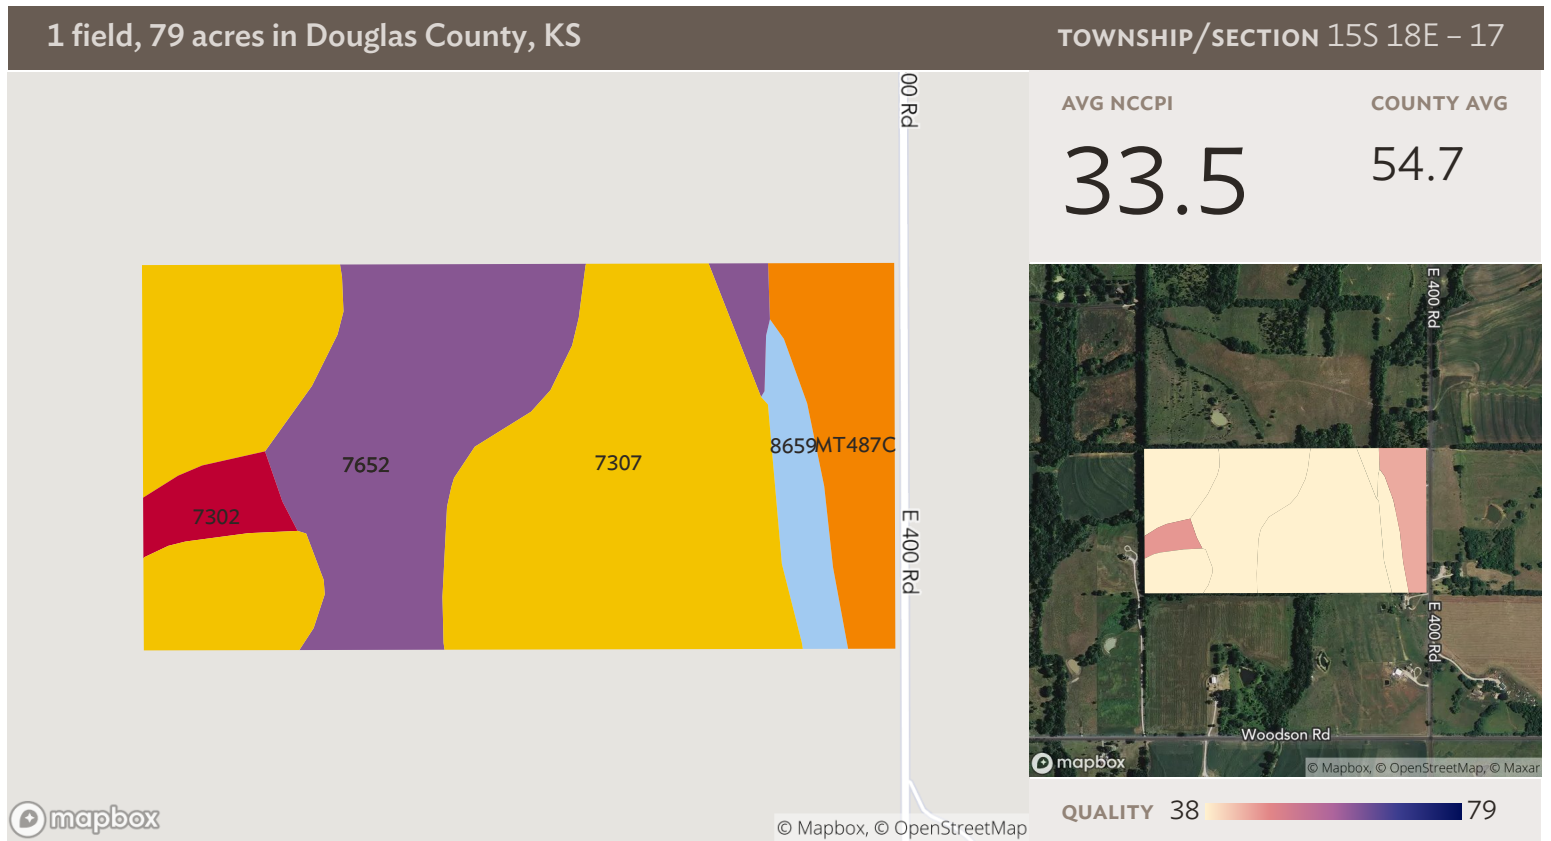 1 field, 79 acres in Douglas County, KS
TOWNSHIP/SECTION 15S 18E – 17
AVG NCCPI
33.5
COUNTY AVG
54.7
00 Rd
7652
7307
8659
MT487C
7302
E 400 Rd
mapbox
© Mapbox, © OpenStreetMap
E 400 Rd
E 400 Rd
Woodson Rd
mapbox
© Mapbox, © OpenStreetMap, © Maxar
QUALITY 38 79